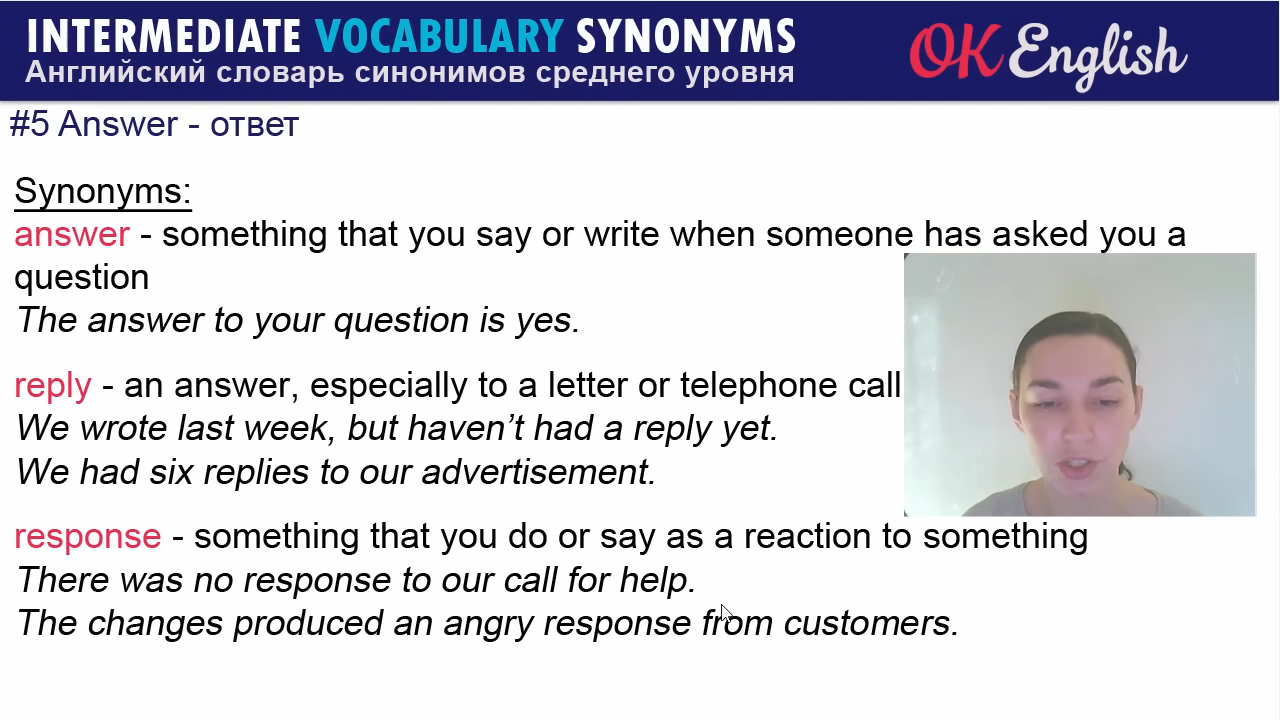 INTERMEDIATE VOCABULARY SYNONYMS
Английский словарь синонимов среднего уровня
OK English
#5 Answer - ответ
Synonyms:
answer - something that you say or write when someone has asked you a
question
The answer to your question is yes.
reply - an answer, especially to a letter or telephone call
We wrote last week, but haven’t had a reply yet.
We had six replies to our advertisement.
response - something that you do or say as a reaction to something
There was no response to our call for help.
The changes produced an angry response from customers.